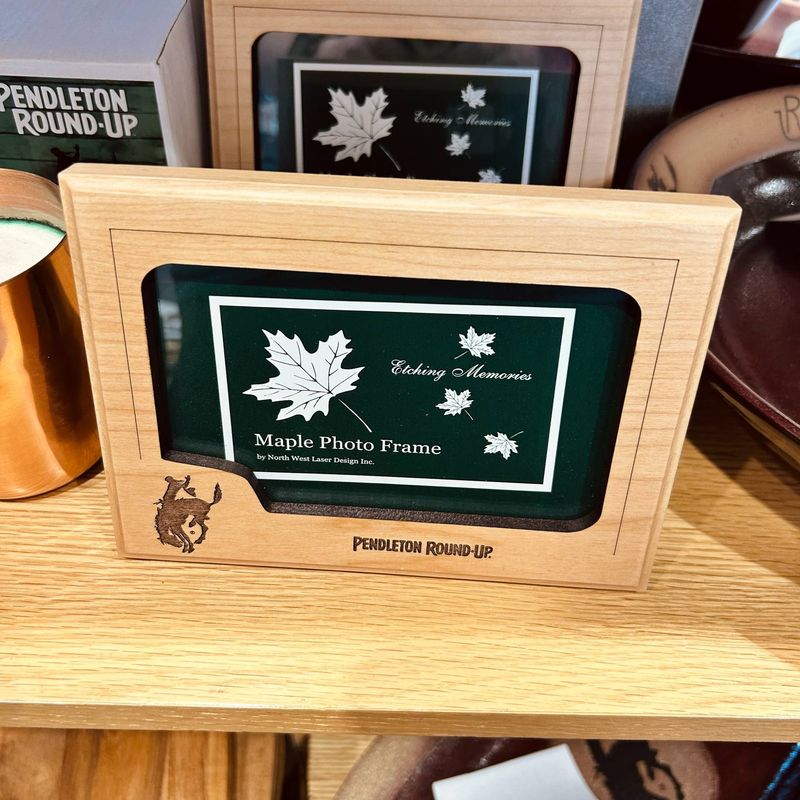 PENDLETON
ROUND-UP
Etching Memories
Etching Memories
Maple Photo Frame
by North West Laser Design Inc.
PENDLETON ROUND-UP.